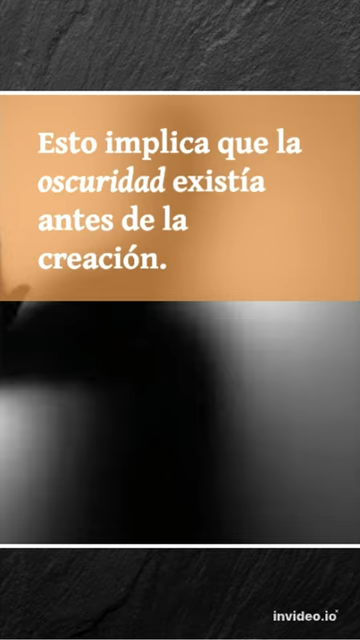 Esto implica que la
oscuridad existía
antes de la
creación.
invideo.io